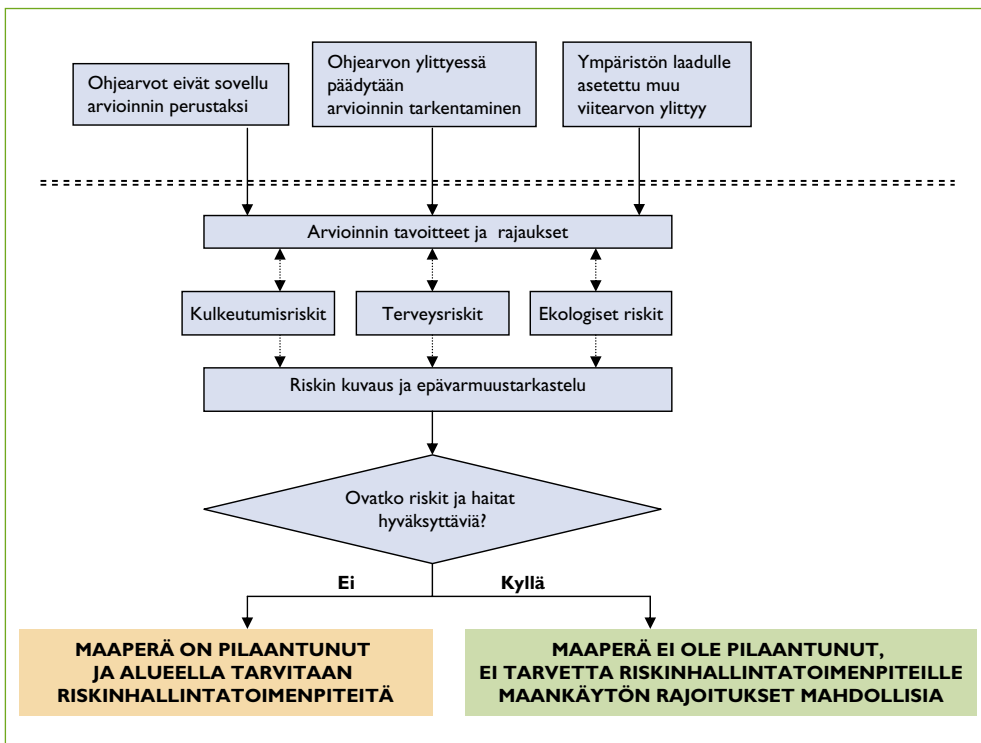 Ohjearvot eivät sovellu
arvioinnin perustaksi
Ohjearvon ylittyessä
päädytään
arvioinnin tarkentaminen
Ympäristön laadulle
asetettu muu
viitearvon ylittyy
Arvioinnin tavoitteet ja rajaukset
Kulkeutumisriskit
Terveysriskit
Ekologiset riskit
Riskin kuvaus ja epävarmuustarkastelu
Ovatko riskit ja haitat
hyväksyttäviä?
Ei
Kyllä
MAAPERÄ ON PILAANTUNUT
JA ALUEELLA TARVITAAN
RISKINHALLINTATOIMENPITEITÄ
MAAPERÄ EI OLE PILAANTUNUT,
EI TARVETTA RISKINHALLINTATOIMENPITEILLE
MAANKÄYTÖN RAJOITUKSET MAHDOLLISIA